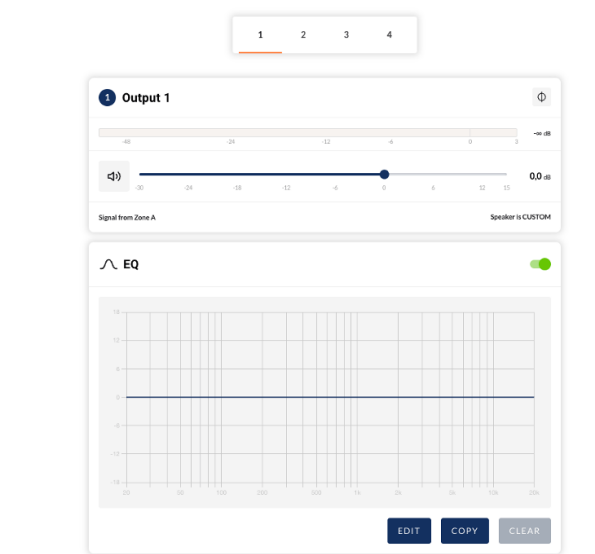 1 2 3 4
1 Output 1
-∞ dB
-48 -24 -12 -6 0 3
-30 -24 -18 -12 -6 0 6 12 15
0,0 dB
Signal from Zone A Speaker is CUSTOM
EQ
18
12
6
0
-6
-12
-18
20 50 100 200 500 1k 2k 5k 10k 20k
EDIT COPY CLEAR